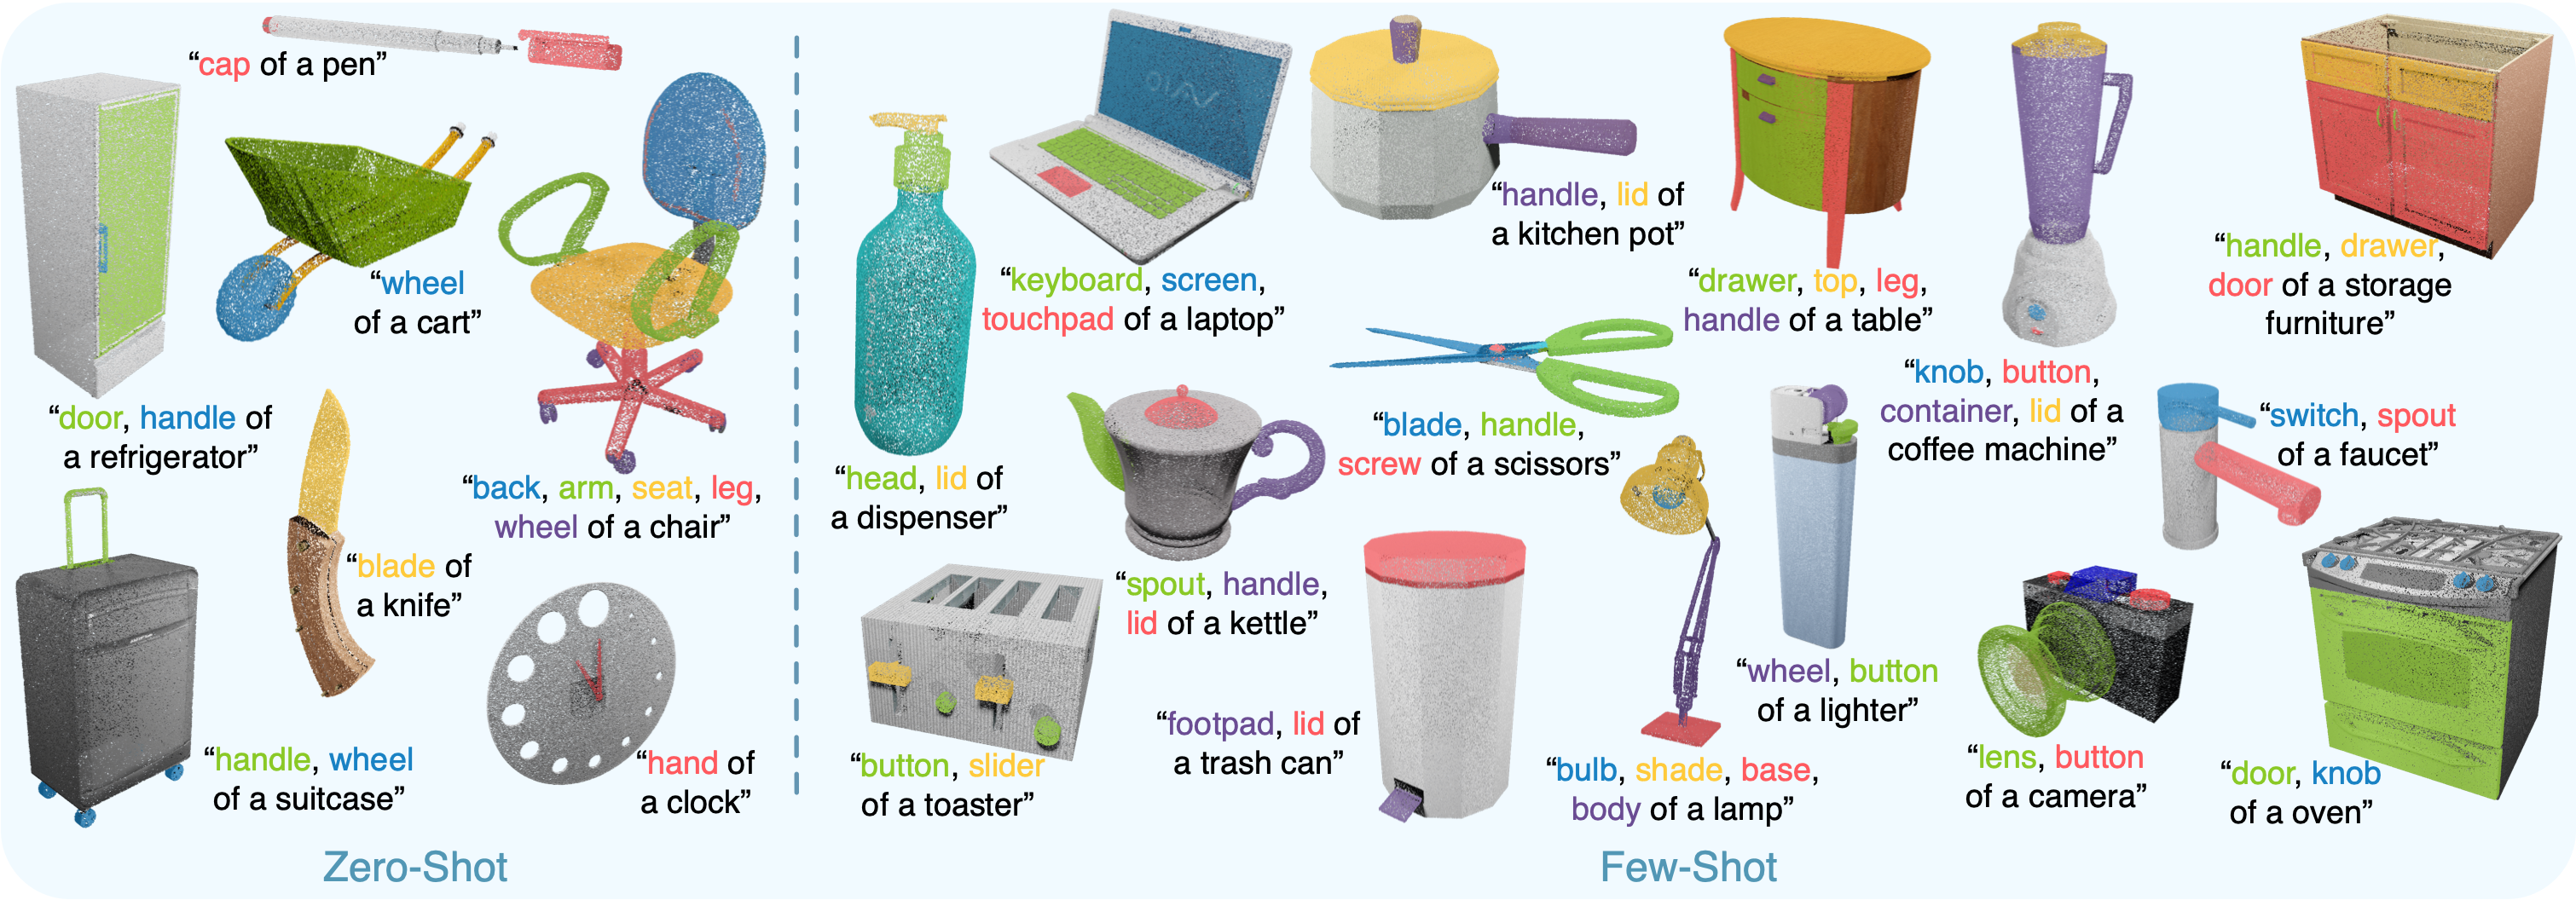 “cap of a pen”
“door, handle of
a refrigerator”
“wheel
of a cart”
“back, arm, seat, leg,
wheel of a chair”
“blade of
a knife”
“handle, wheel
of a suitcase”
“hand of
a clock”
Zero-Shot
“head, lid of
a dispenser”
VAIO
“keyboard, screen,
touchpad of a laptop”
“handle, lid of
a kitchen pot”
“drawer, top, leg,
handle of a table”
“knob, button,
container, lid of a
coffee machine”
“handle, drawer,
door of a storage
furniture”
“blade, handle,
screw of a scissors”
“spout, handle,
lid of a kettle”
“switch, spout
of a faucet”
“button, slider
of a toaster”
“footpad, lid of
a trash can”
“bulb, shade, base,
body of a lamp”
“wheel, button
of a lighter”
“lens, button
of a camera”
“door, knob
of a oven”
Few-Shot